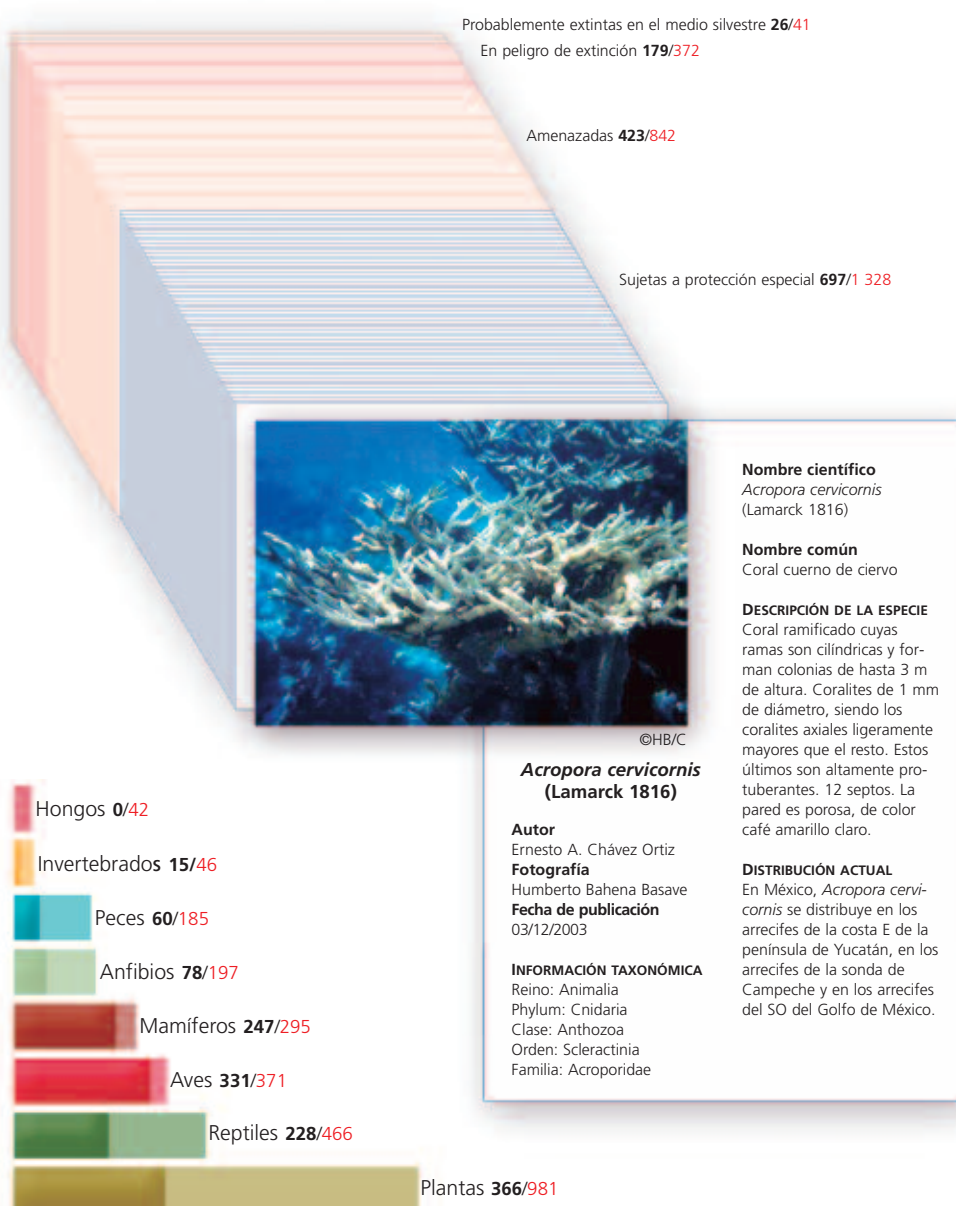 Probablemente extintas en el medio silvestre 26/41
En peligro de extinción 179/372
Amenazadas 423/842
Sujetas a protección especial 697/1 328
©HB/C
Acropora cervicornis
(Lamarck 1816)
Autor
Ernesto A. Chávez Ortiz
Fotografía
Humberto Bahena Basave
Fecha de publicación
03/12/2003
INFORMACIÓN TAXONÓMICA
Reino: Animalia
Phylum: Cnidaria
Clase: Anthozoa
Orden: Scleractinia
Familia: Acroporidae
Nombre científico
Acropora cervicornis
(Lamarck 1816)
Nombre común
Coral cuerno de ciervo
DESCRIPCIÓN DE LA ESPECIE
Coral ramificado cuyas
ramas son cilíndricas y for-
man colonias de hasta 3 m
de altura. Coralites de 1 mm
de diámetro, siendo los
coralites axiales ligeramente
mayores que el resto. Estos
últimos son altamente pro-
tuberantes. 12 septos. La
pared es porosa, de color
café amarillo claro.
DISTRIBUCIÓN ACTUAL
En México, Acropora cervi-
cornis se distribuye en los
arrecifes de la costa E de la
península de Yucatán, en los
arrecifes de la sonda de
Campeche y en los arrecifes
del SO del Golfo de México.
Hongos 0/42
Invertebrados 15/46
Peces 60/185
Anfibios 78/197
Mamíferos 247/295
Aves 331/371
Reptiles 228/466
Plantas 366/981